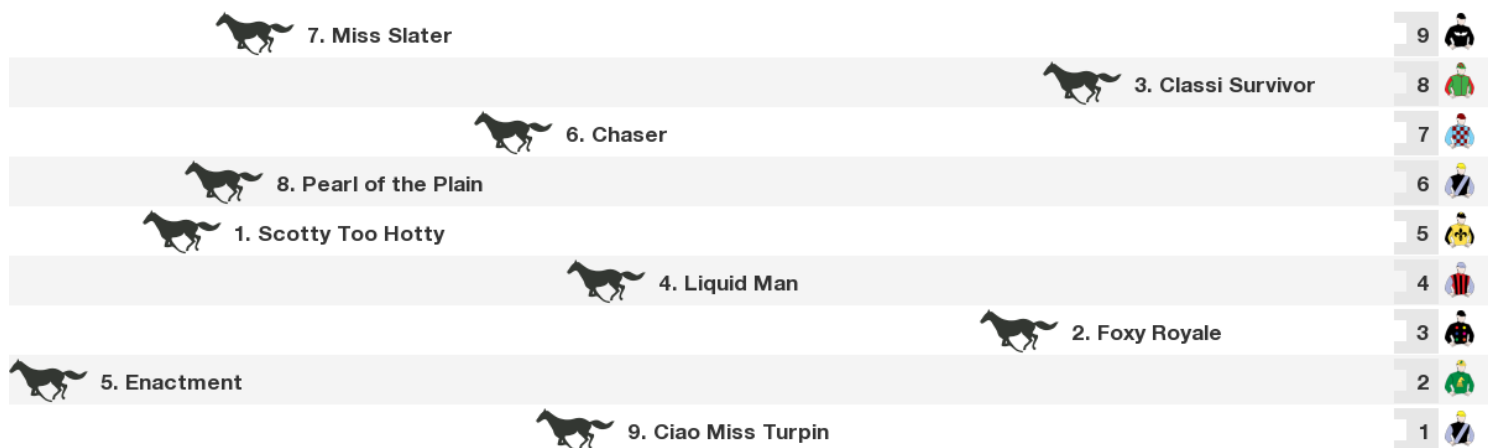 7. Miss Slater 9
3. Classi Survivor 8
6. Chaser 7
8. Pearl of the Plain 6
1. Scotty Too Hotty 5
4. Liquid Man 4
2. Foxy Royale 3
5. Enactment 2
9. Ciao Miss Turpin 1